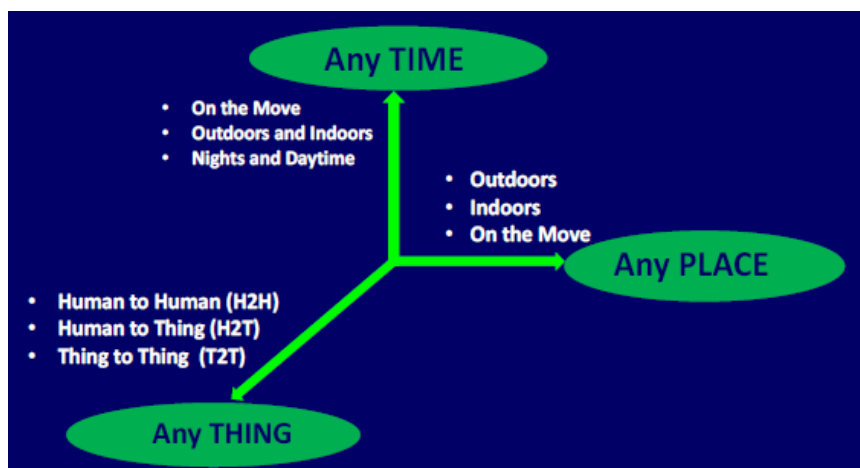 Any TIME
• On the Move
• Outdoors and Indoors
• Nights and Daytime
• Outdoors
• Indoors
• On the Move
Any PLACE
• Human to Human (H2H)
• Human to Thing (H2T)
• Thing to Thing (T2T)
Any THING